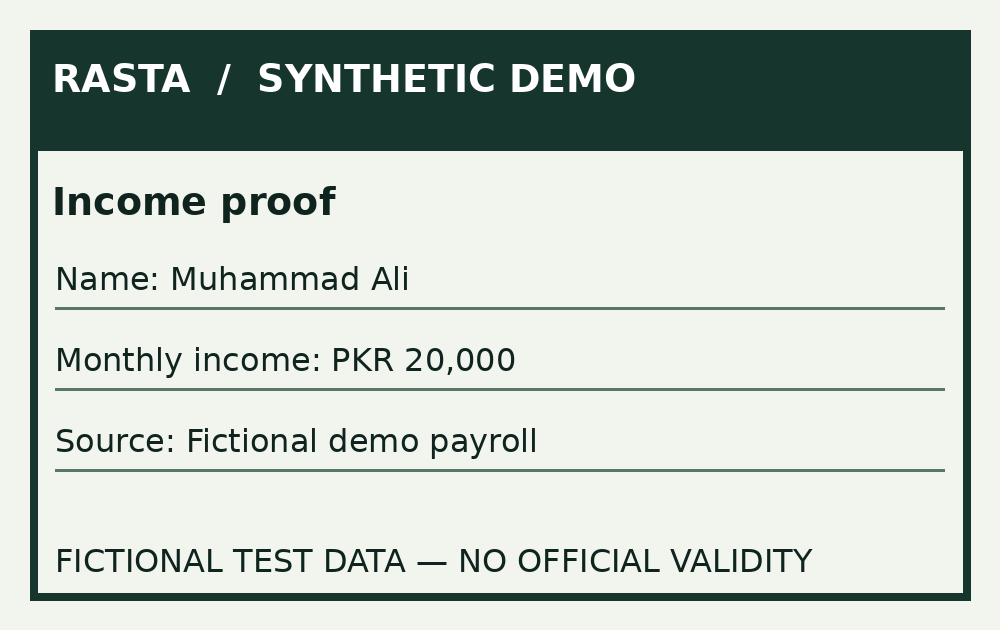 RASTA / SYNTHETIC DEMO
Income proof
Name: Muhammad Ali
Monthly income: PKR 20,000
Source: Fictional demo payroll
FICTIONAL TEST DATA — NO OFFICIAL VALIDITY